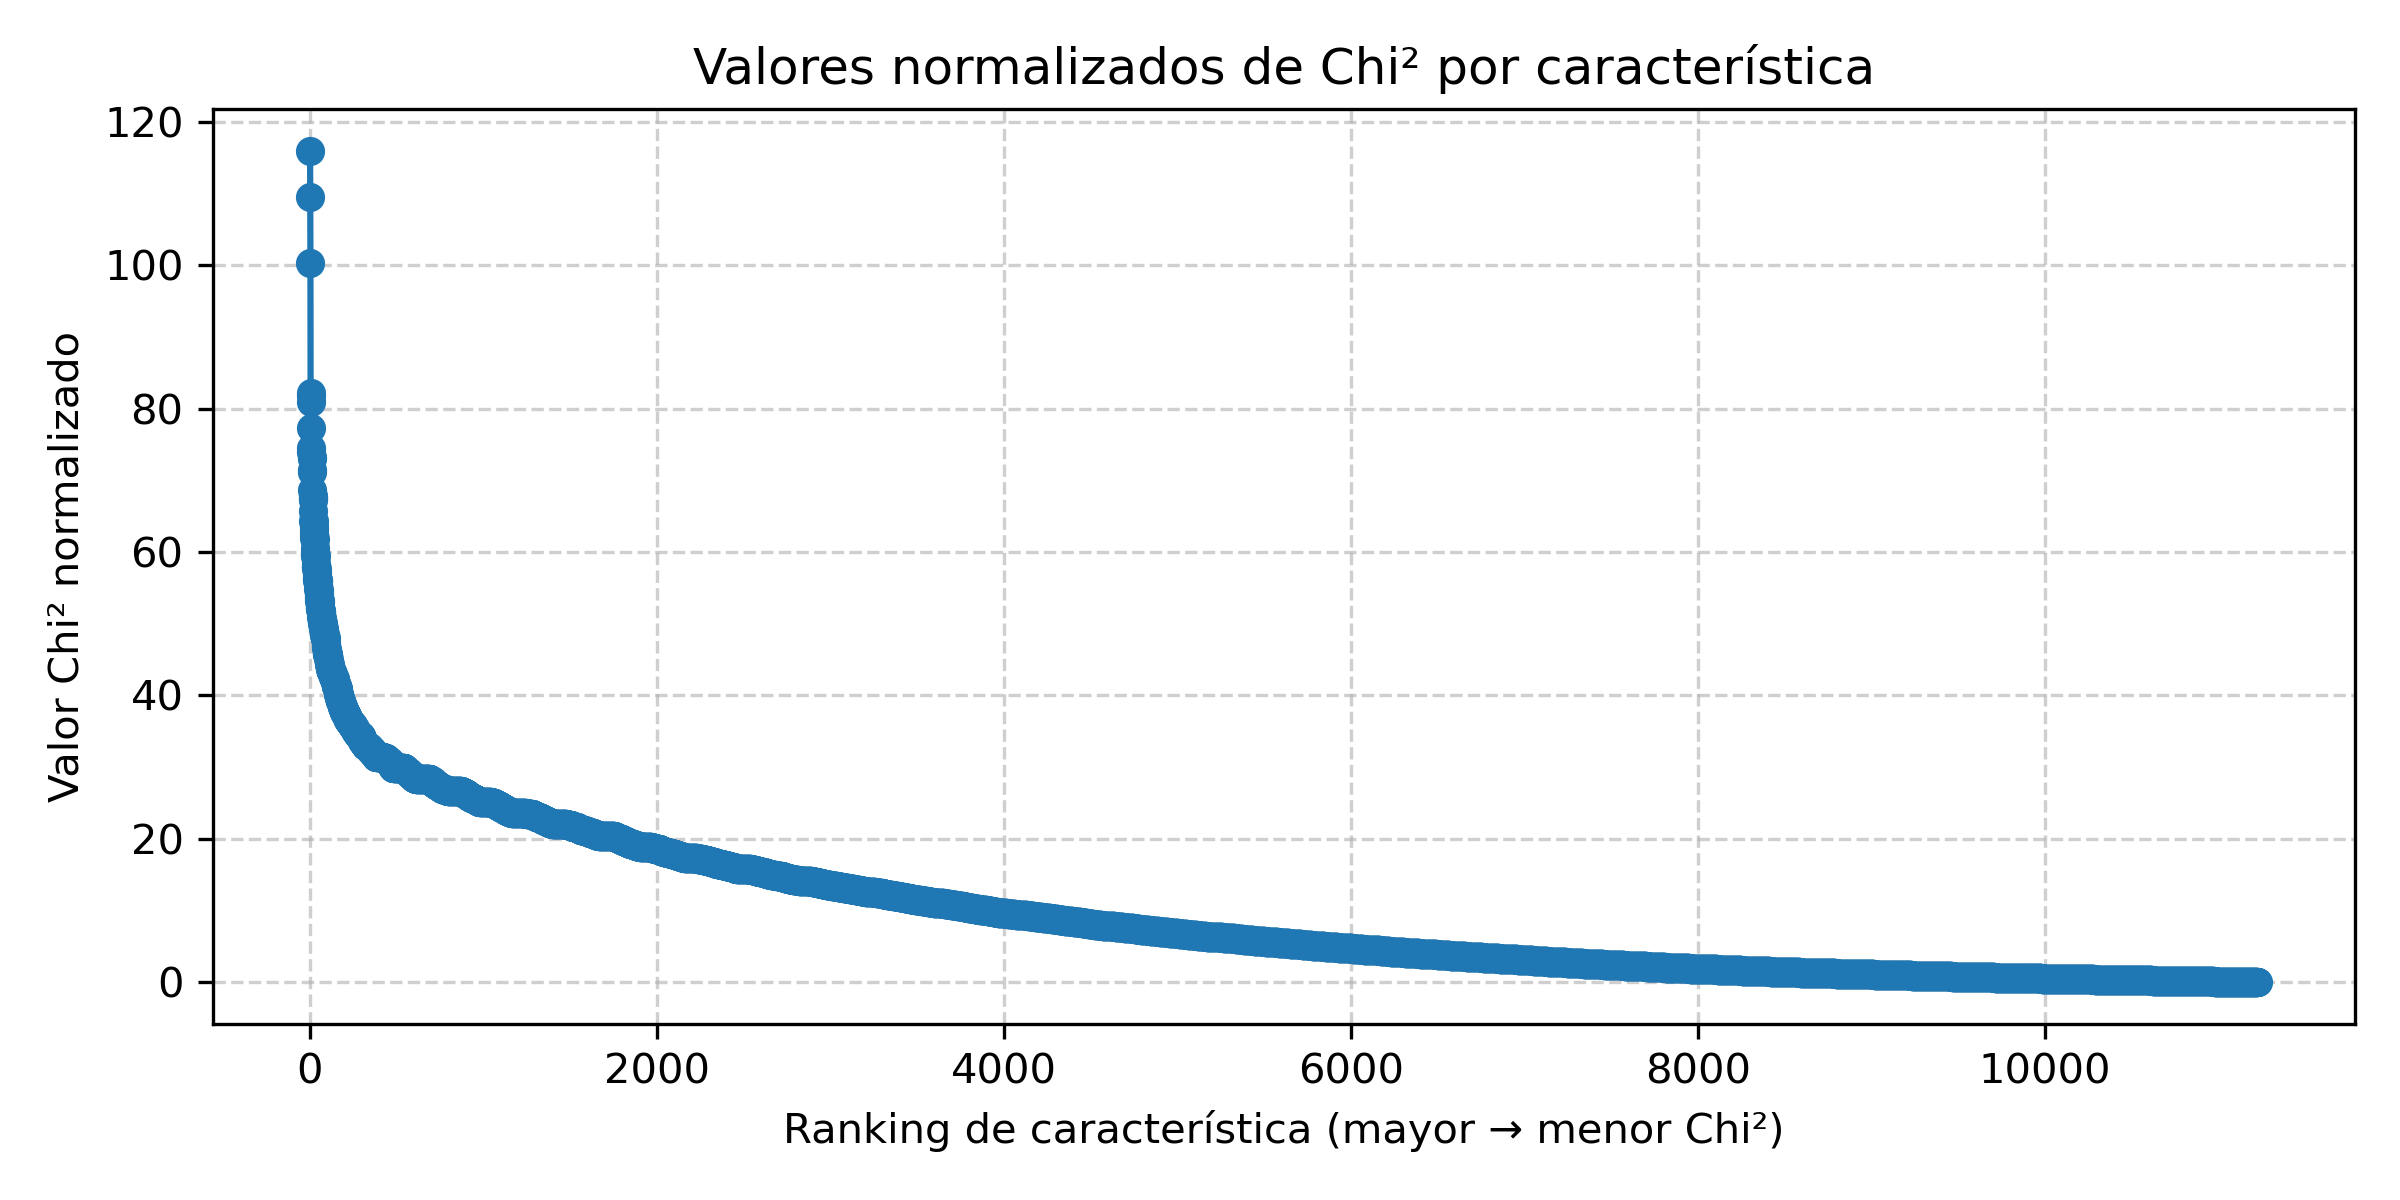 Valores normalizados de Chi² por característica
Valor Chi² normalizado
120
100
80
60
40
20
0
0 2000 4000 6000 8000 10000
Ranking de característica (mayor → menor Chi²)